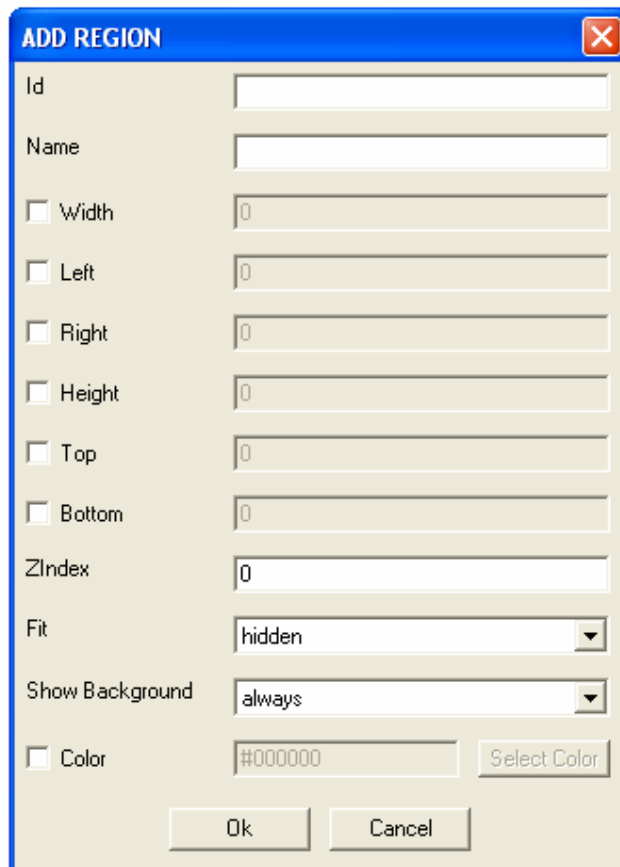 ADD REGION
Id
Name
Width 0
Left 0
Right 0
Height 0
Top 0
Bottom 0
ZIndex 0
Fit hidden
Show Background always
Color #000000 Select Color
Ok Cancel